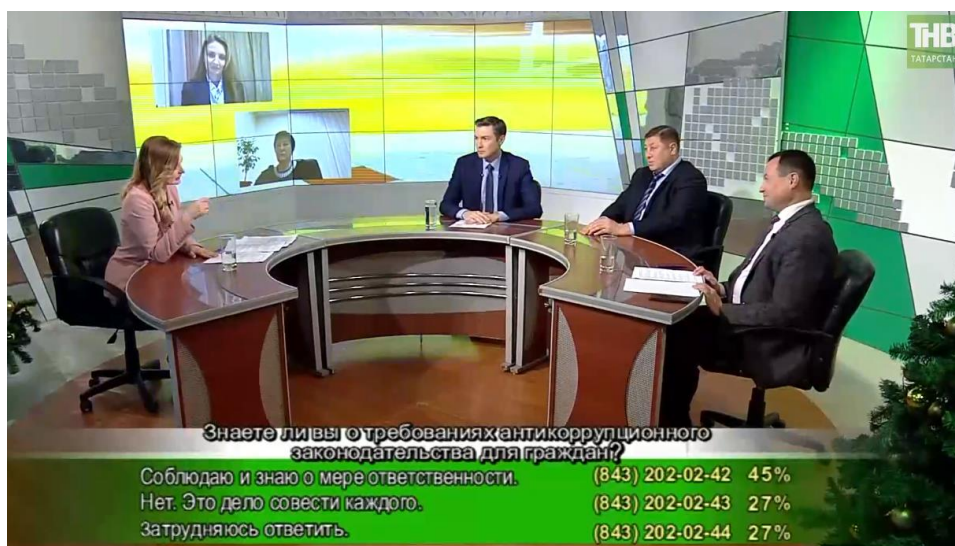 ТНВ
ТАТАРСТАН
Знаете ли вы о требованиях антикоррупционного
законодательства для граждан?
Соблюдаю и знаю о мере ответственности. (843) 202-02-42 45%
Нет. Это дело совести каждого. (843) 202-02-43 27%
Затрудняюсь ответить. (843) 202-02-44 27%